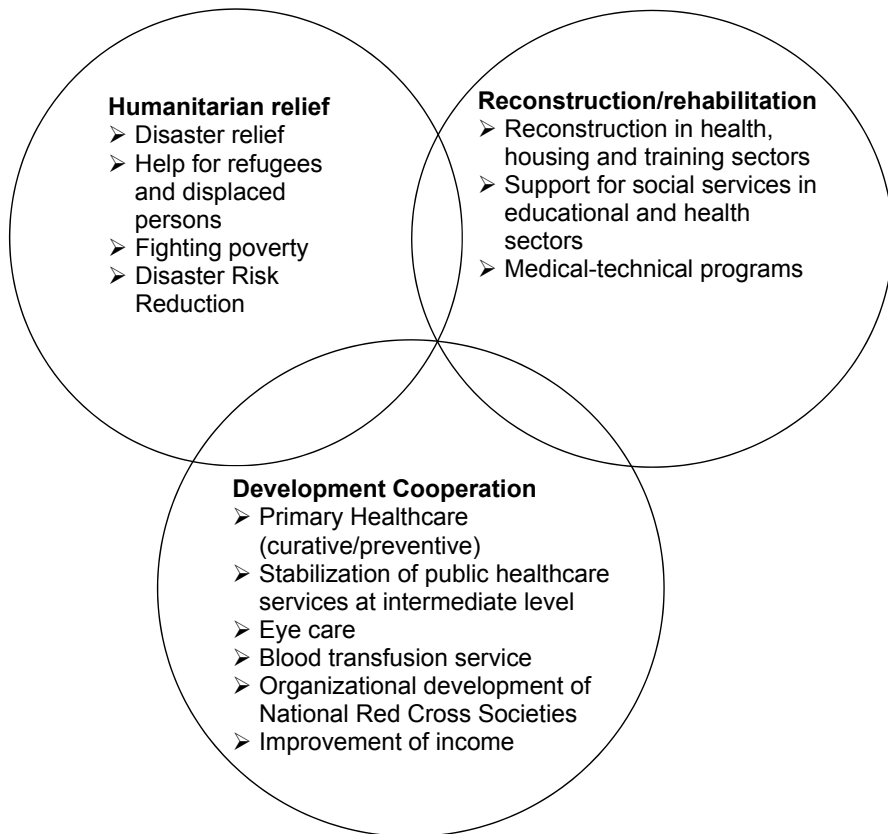 Humanitarian relief
➢ Disaster relief
➢ Help for refugees
and displaced
persons
➢ Fighting poverty
➢ Disaster Risk
Reduction
Reconstruction/rehabilitation
➢ Reconstruction in health,
housing and training sectors
➢ Support for social services in
educational and health
sectors
➢ Medical-technical programs
Development Cooperation
➢ Primary Healthcare
(curative/preventive)
➢ Stabilization of public healthcare
services at intermediate level
➢ Eye care
➢ Blood transfusion service
➢ Organizational development of
National Red Cross Societies
➢ Improvement of income